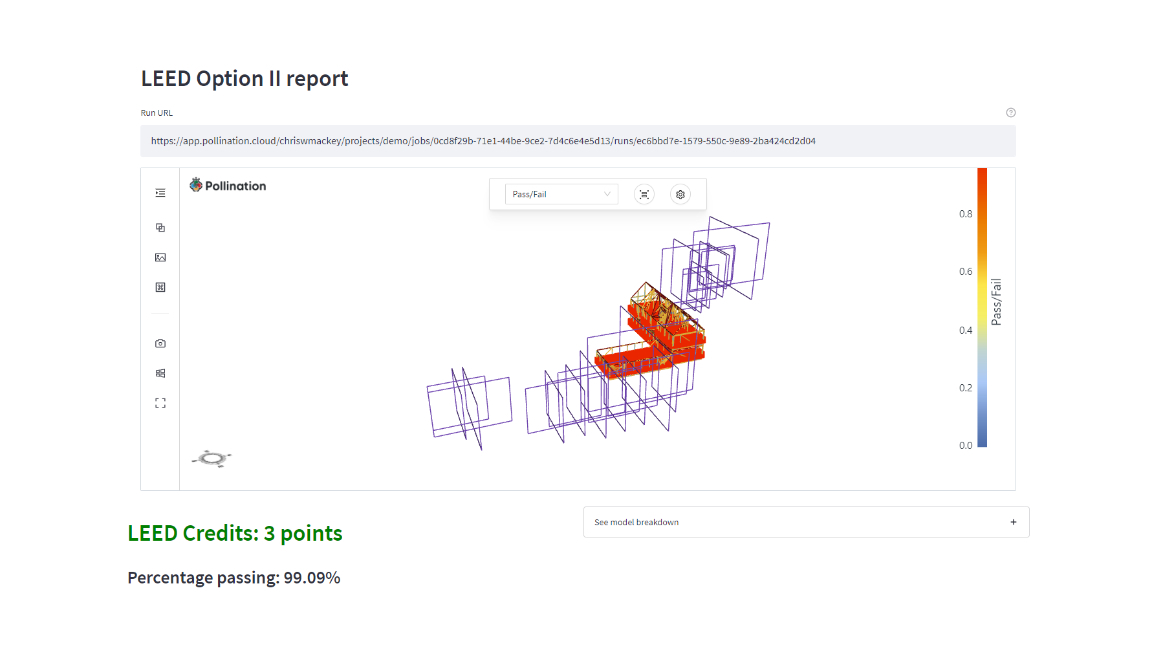 LEED Option II report
Run URL
https://app.pollination.cloud/chriswmackey/projects/demo/jobs/0cd8f29b-71e1-44be-9ce2-7d4c6e4e5d13/runs/ec6bbd7e-1579-550c-9e89-2ba424cd2d04
Pollination
Pass/Fail
0.8
0.6
0.4
0.2
0.0
Pass/Fail
LEED Credits: 3 points
See model breakdown
Percentage passing: 99.09%